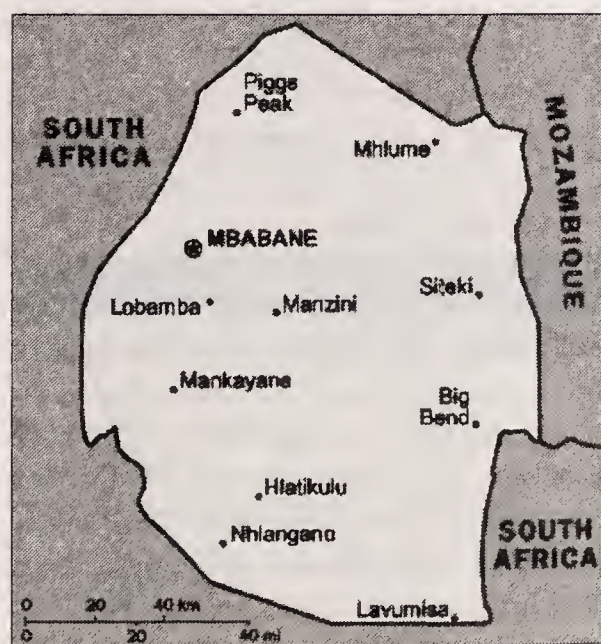 Piggs
Peak
SOUTH
AFRICA
MOZAMBIQUE
Mhlume
MBABANE
Siteki
Lobamba
Manzini
Mankayane
Big
Bend
Hlatikulu
Nhlangano
SOUTH
AFRICA
Lavumisa
0 20 40 km
0 20 40 mi